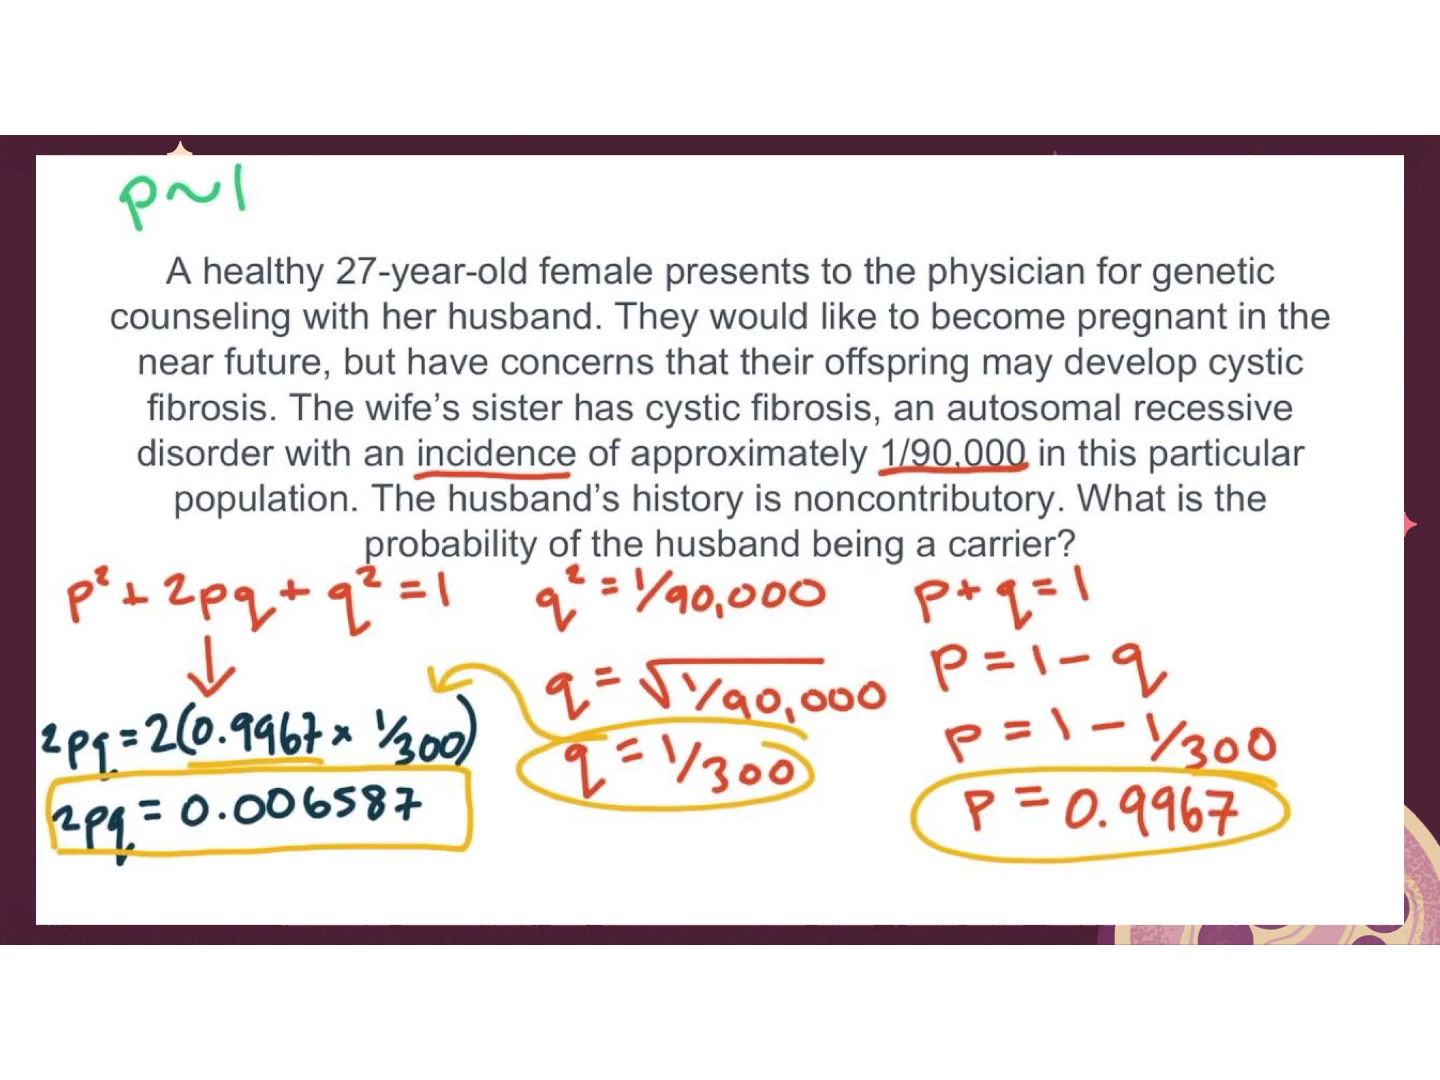 p~1
A healthy 27-year-old female presents to the physician for genetic
counseling with her husband. They would like to become pregnant in the
near future, but have concerns that their offspring may develop cystic
fibrosis. The wife’s sister has cystic fibrosis, an autosomal recessive
disorder with an incidence of approximately 1/90,000 in this particular
population. The husband’s history is noncontributory. What is the
probability of the husband being a carrier?
p² + 2pq + q² = 1
2pq = 2(0.9967 x 1/300)
2pq = 0.006587
q² = 1/90,000
q = √1/90,000
q = 1/300
p + q = 1
p = 1 - q
p = 1 - 1/300
p = 0.9967